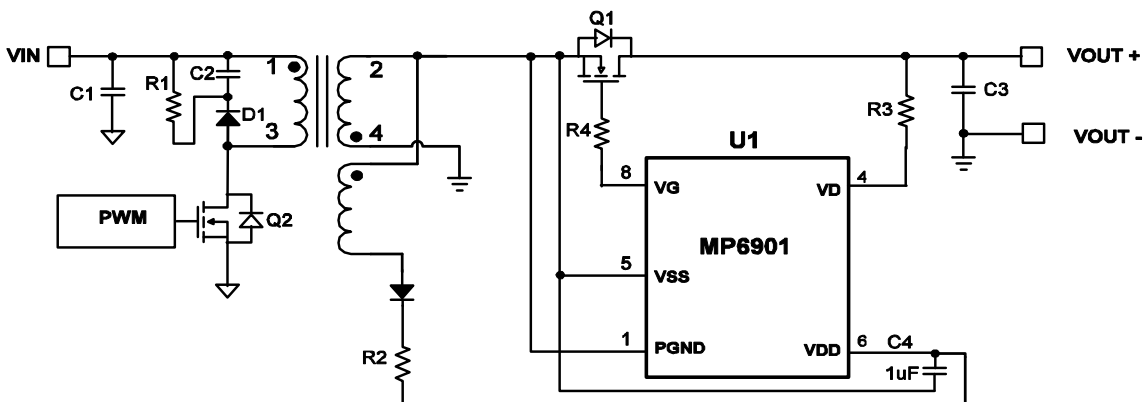 Q1
VIN
VOUT +
1
2
C2
C1
R1
D1
3
4
R4
R3
C3
VOUT -
U1
8
VG
VD
4
PWM
Q2
MP6901
5
VSS
1
PGND
VDD
6
C4
1uF
R2